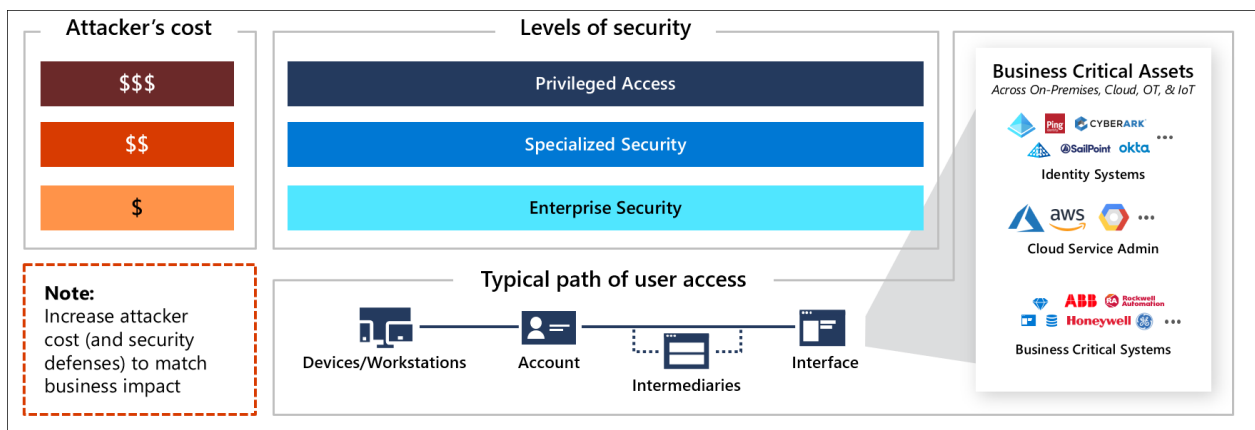 Attacker's cost
$$$
$$
$
Note:
Increase attacker
cost (and security
defenses) to match
business impact
Levels of security
Privileged Access
Specialized Security
Enterprise Security
Typical path of user access
Devices/Workstations
Account
Intermediaries
Interface
Business Critical Assets
Across On-Premises, Cloud, OT, & IoT
Ping
CYBERARK
SailPoint
okta
Identity Systems
aws
Cloud Service Admin
ABB
RA Rockwell
Automation
Honeywell
GE
Business Critical Systems